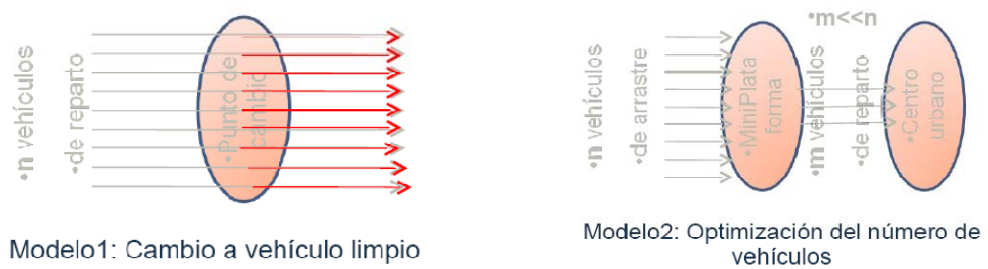 •n vehículos
•de reparto
•Punto de
cambio
Modelo1: Cambio a vehículo limpio
•m<<n
•n vehículos
•de arrastre
•MiniPlata
forma
•m vehículos
•de reparto
•Centro
urbano
Modelo2: Optimización del número de
vehículos